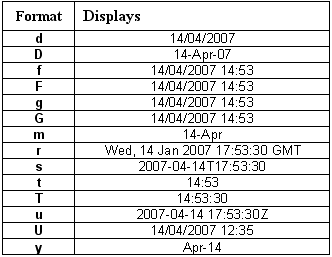 Format Displays
d 14/04/2007
D 14-Apr-07
f 14/04/2007 14:53
F 14/04/2007 14:53
g 14/04/2007 14:53
G 14/04/2007 14:53
m 14-Apr
r Wed, 14 Jan 2007 17:53:30 GMT
s 2007-04-14T17:53:30
t 14:53
T 14:53:30
u 2007-04-14 17:53:30Z
U 14/04/2007 12:35
y Apr-14